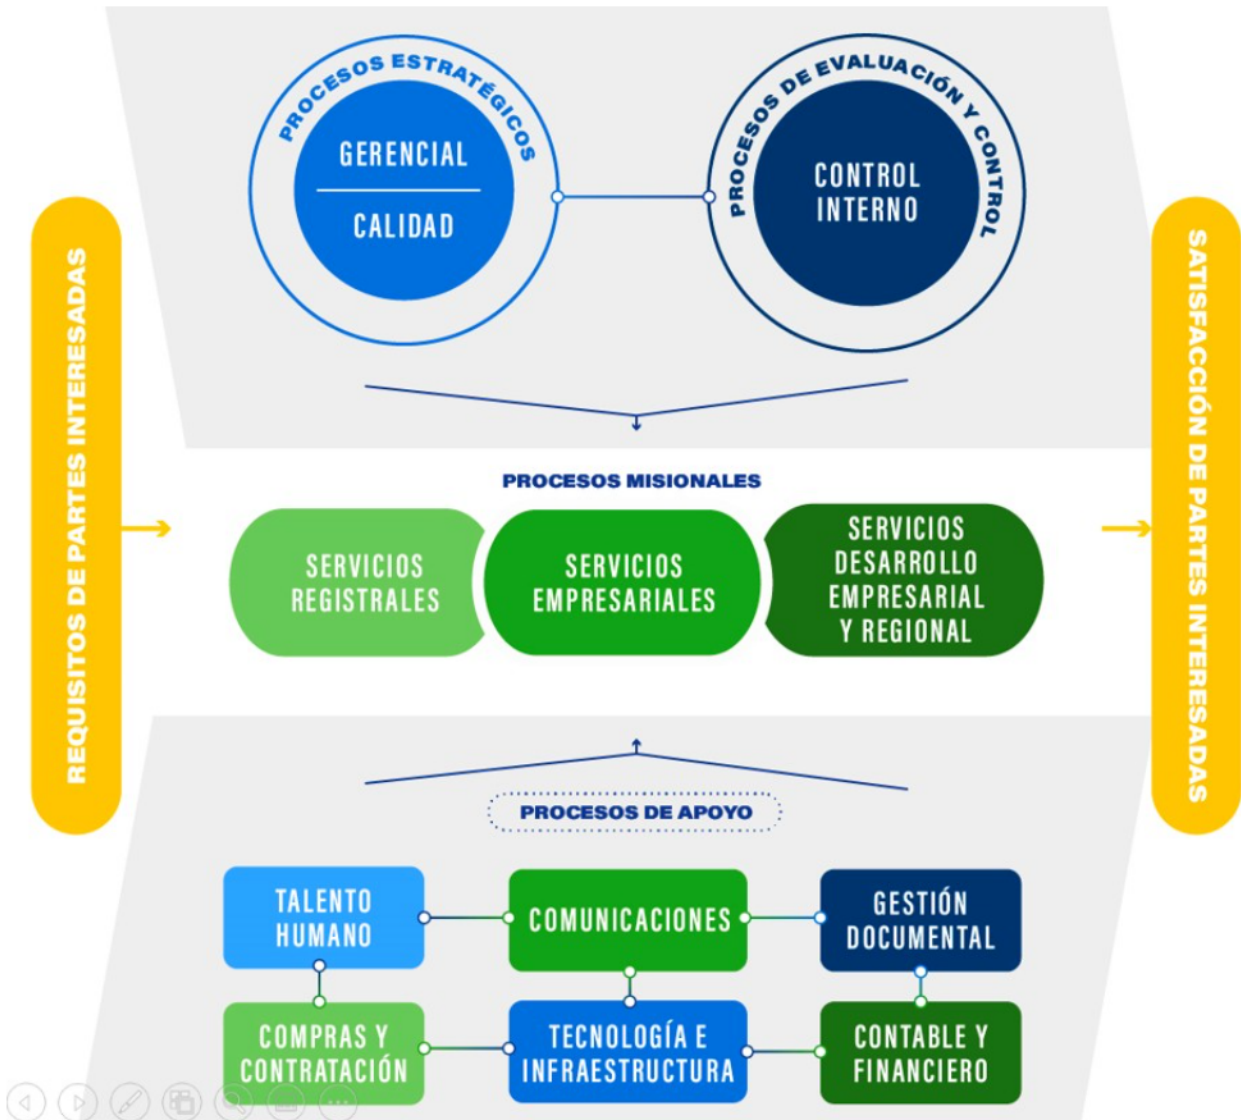 PROCESOS ESTRATÉGICOS
GERENCIAL
CALIDAD
PROCESOS DE EVALUACIÓN Y CONTROL
CONTROL
INTERNO
REQUISITOS DE PARTES INTERESADAS
SATISFACCIÓN DE PARTES INTERESADAS
PROCESOS MISIONALES
SERVICIOS
REGISTRALES
SERVICIOS
EMPRESARIALES
SERVICIOS
DESARROLLO
EMPRESARIAL
Y REGIONAL
PROCESOS DE APOYO
TALENTO
HUMANO
COMUNICACIONES
GESTIÓN
DOCUMENTAL
COMPRAS Y
CONTRATACIÓN
TECNOLOGÍA E
INFRAESTRUCTURA
CONTABLE Y
FINANCIERO